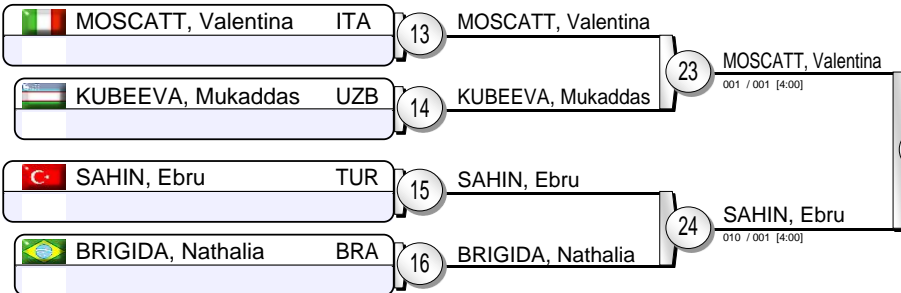 MOSCATT, Valentina ITA
13
MOSCATT, Valentina
KUBEEVA, Mukaddas UZB
14
KUBEEVA, Mukaddas
23
MOSCATT, Valentina
001 / 001 [4:00]
SAHIN, Ebru TUR
15
SAHIN, Ebru
BRIGIDA, Nathalia BRA
16
BRIGIDA, Nathalia
24
SAHIN, Ebru
010 / 001 [4:00]